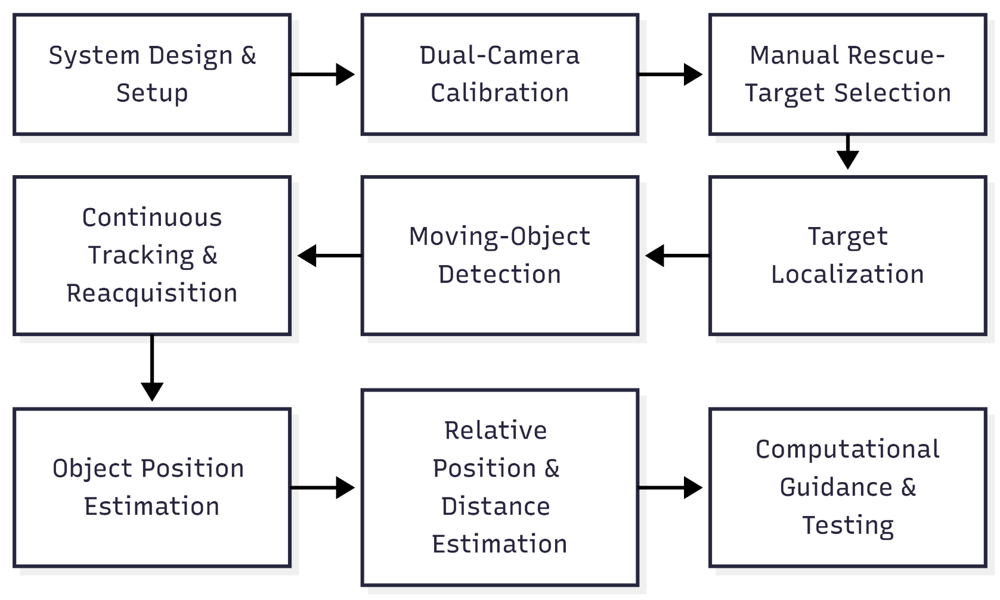 System Design &
Setup
Dual-Camera
Calibration
Manual Rescue-
Target Selection
Target
Localization
Moving-Object
Detection
Continuous
Tracking &
Reacquisition
Object Position
Estimation
Relative
Position &
Distance
Estimation
Computational
Guidance &
Testing